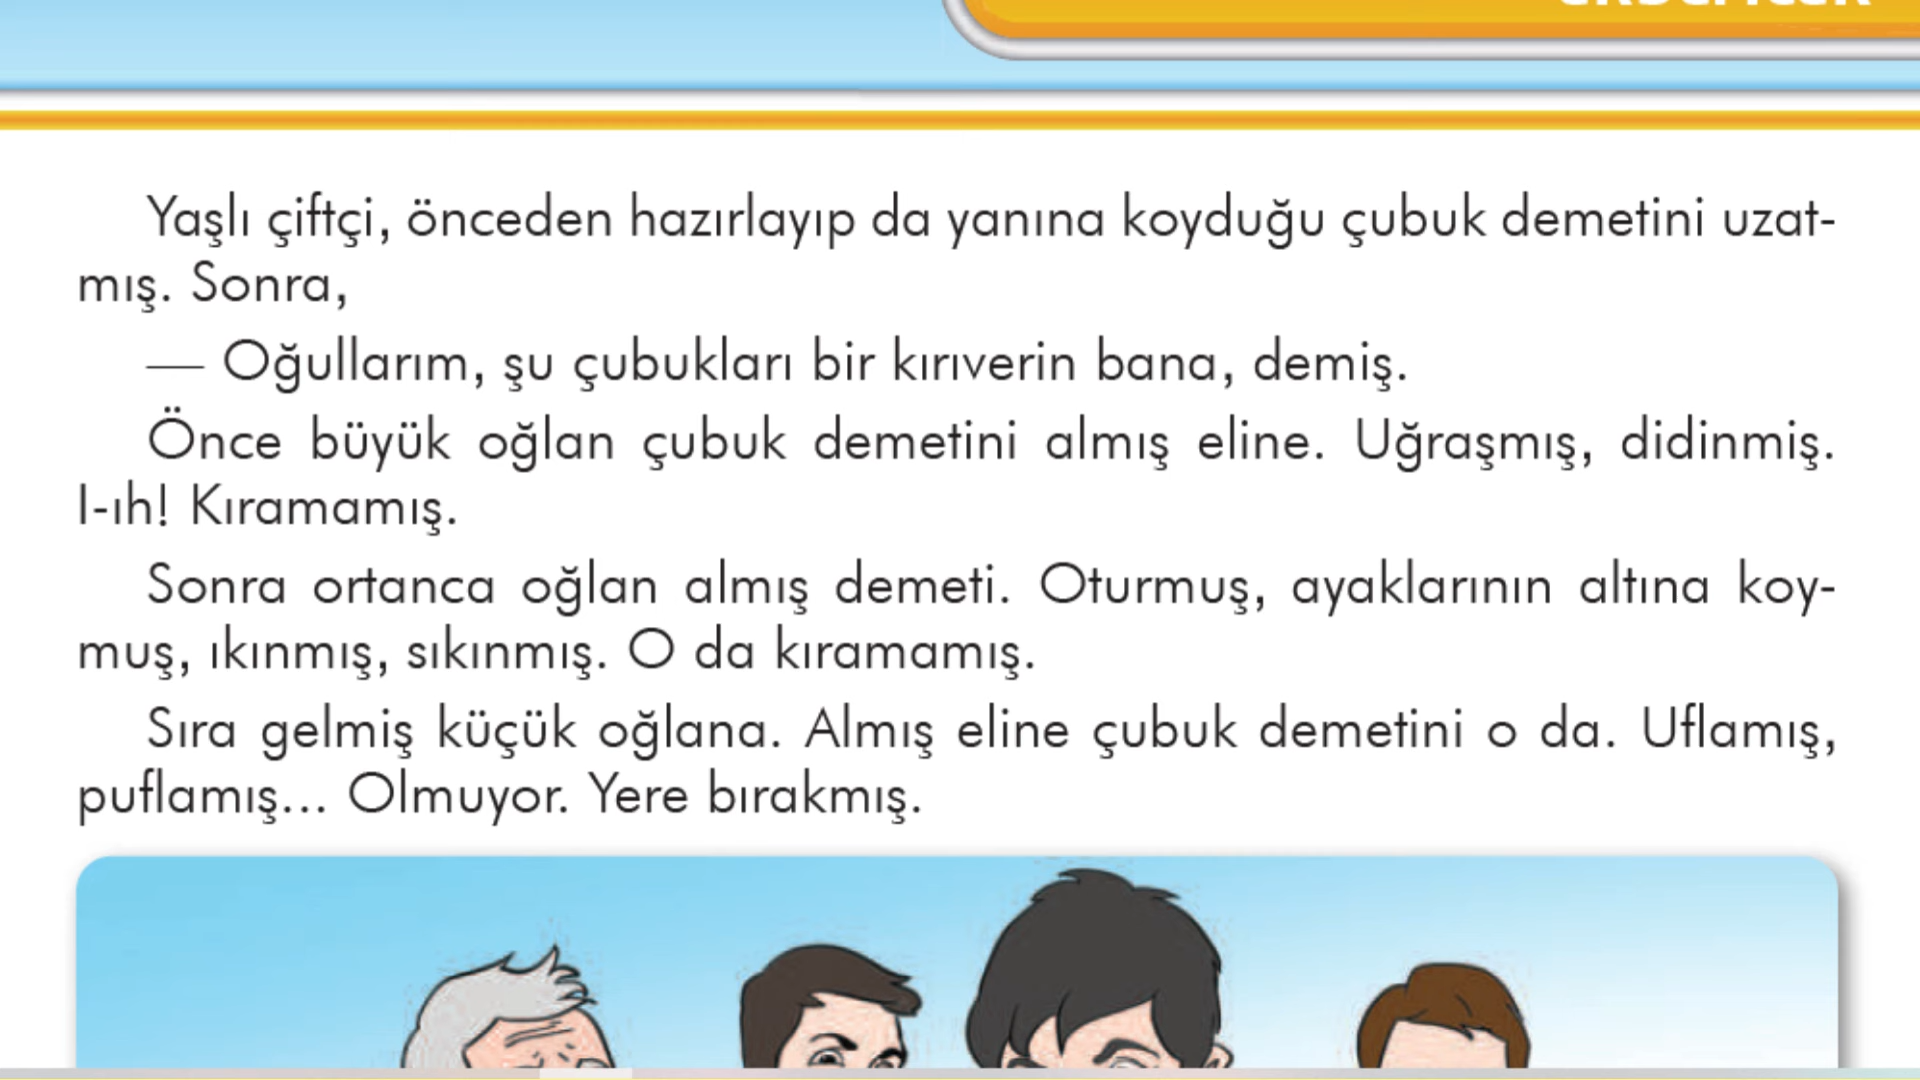 Yaşlı çiftçi, önceden hazırlayıp da yanına koyduğu çubuk demetini uzat-
mış. Sonra,
— Oğullarım, şu çubukları bir kırıverin bana, demiş.
Önce büyük oğlan çubuk demetini almış eline. Uğraşmış, didinmiş.
I-ıh! Kıramamış.
Sonra ortanca oğlan almış demeti. Oturmuş, ayaklarının altına koy-
muş, ıkınmış, sıkınmış. O da kıramamış.
Sıra gelmiş küçük oğlana. Almış eline çubuk demetini o da. Uflamış,
puflamış... Olmuyor. Yere bırakmış.